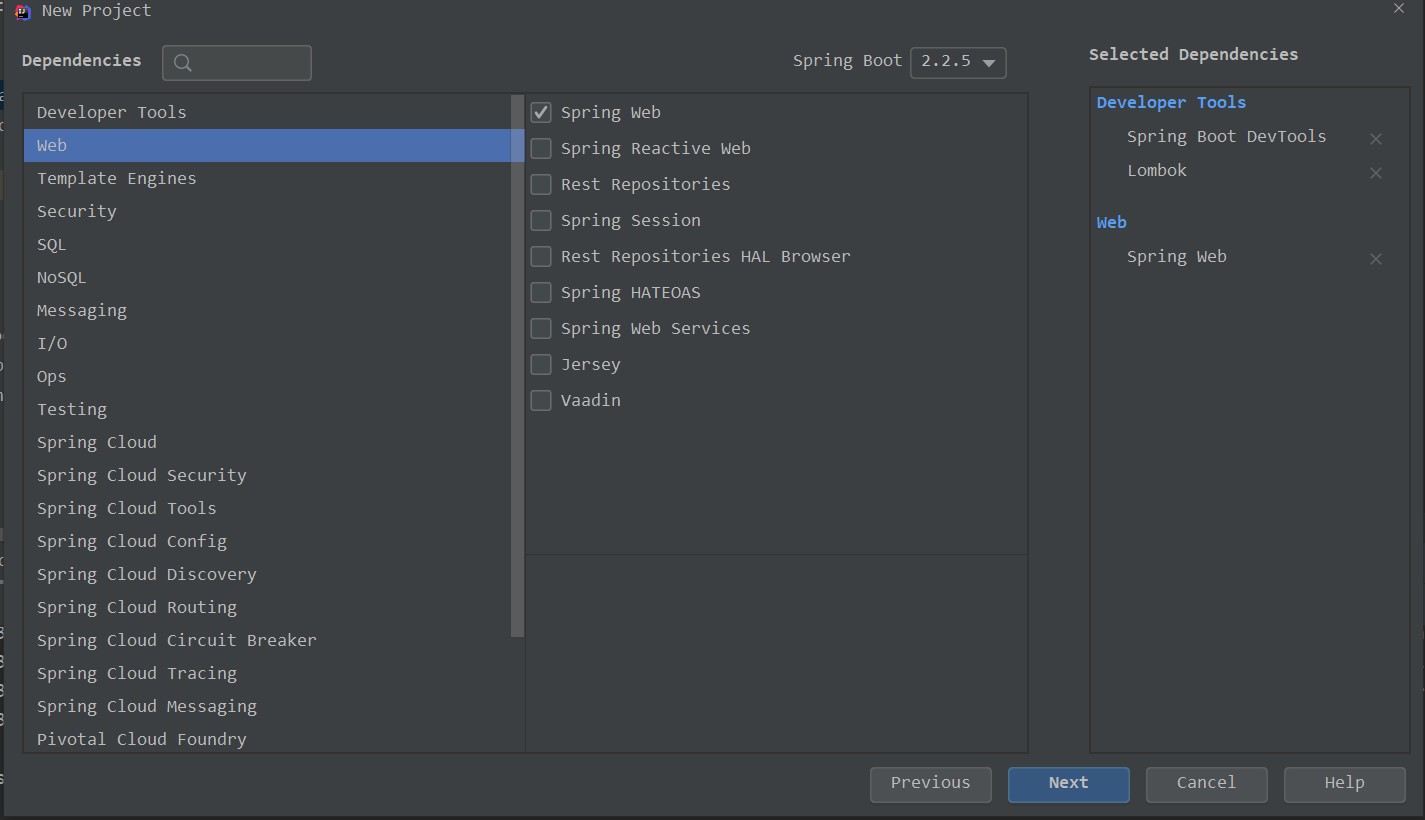 New Project
Dependencies
Spring Boot 2.2.5
Selected Dependencies
Developer Tools
Web
Template Engines
Security
SQL
NoSQL
Messaging
I/O
Ops
Testing
Spring Cloud
Spring Cloud Security
Spring Cloud Tools
Spring Cloud Config
Spring Cloud Discovery
Spring Cloud Routing
Spring Cloud Circuit Breaker
Spring Cloud Tracing
Spring Cloud Messaging
Pivotal Cloud Foundry
Spring Web
Spring Reactive Web
Rest Repositories
Spring Session
Rest Repositories HAL Browser
Spring HATEOAS
Spring Web Services
Jersey
Vaadin
Developer Tools
Spring Boot DevTools
Lombok
Web
Spring Web
Previous
Next
Cancel
Help